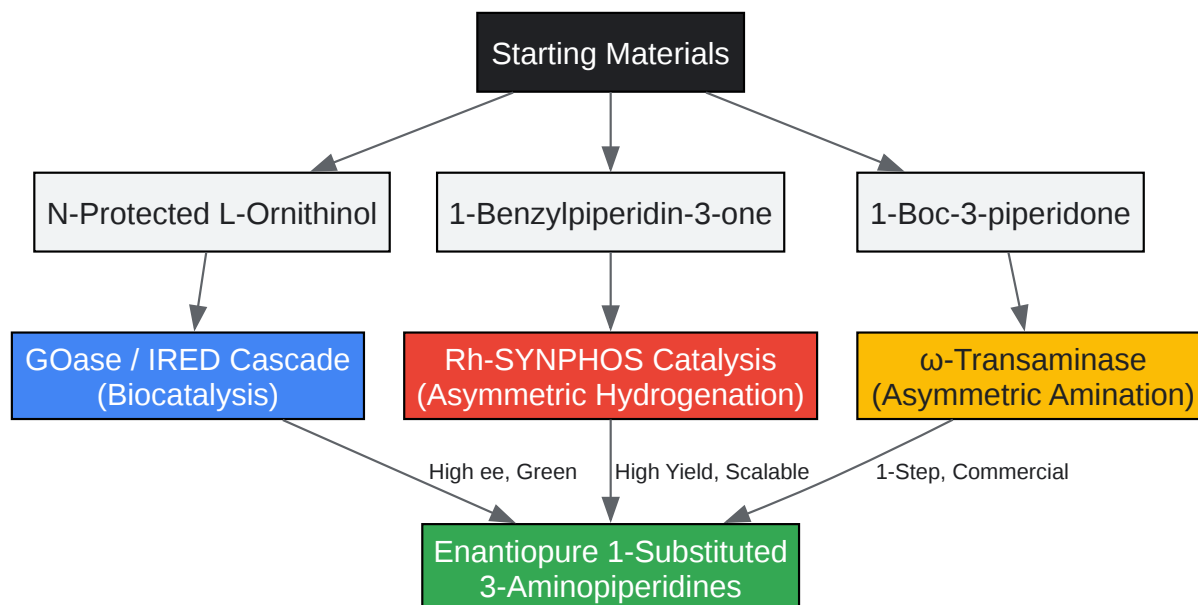 Starting Materials
N-Protected L-Ornithinol
1-Benzylpiperidin-3-one
1-Boc-3-piperidone
GOase / IRED Cascade
(Biocatalysis)
Rh-SYNPHOS Catalysis
(Asymmetric Hydrogenation)
ω-Transaminase
(Asymmetric Amination)
High ee, Green
High Yield, Scalable
1-Step, Commercial
Enantiopure 1-Substituted
3-Aminopiperidines